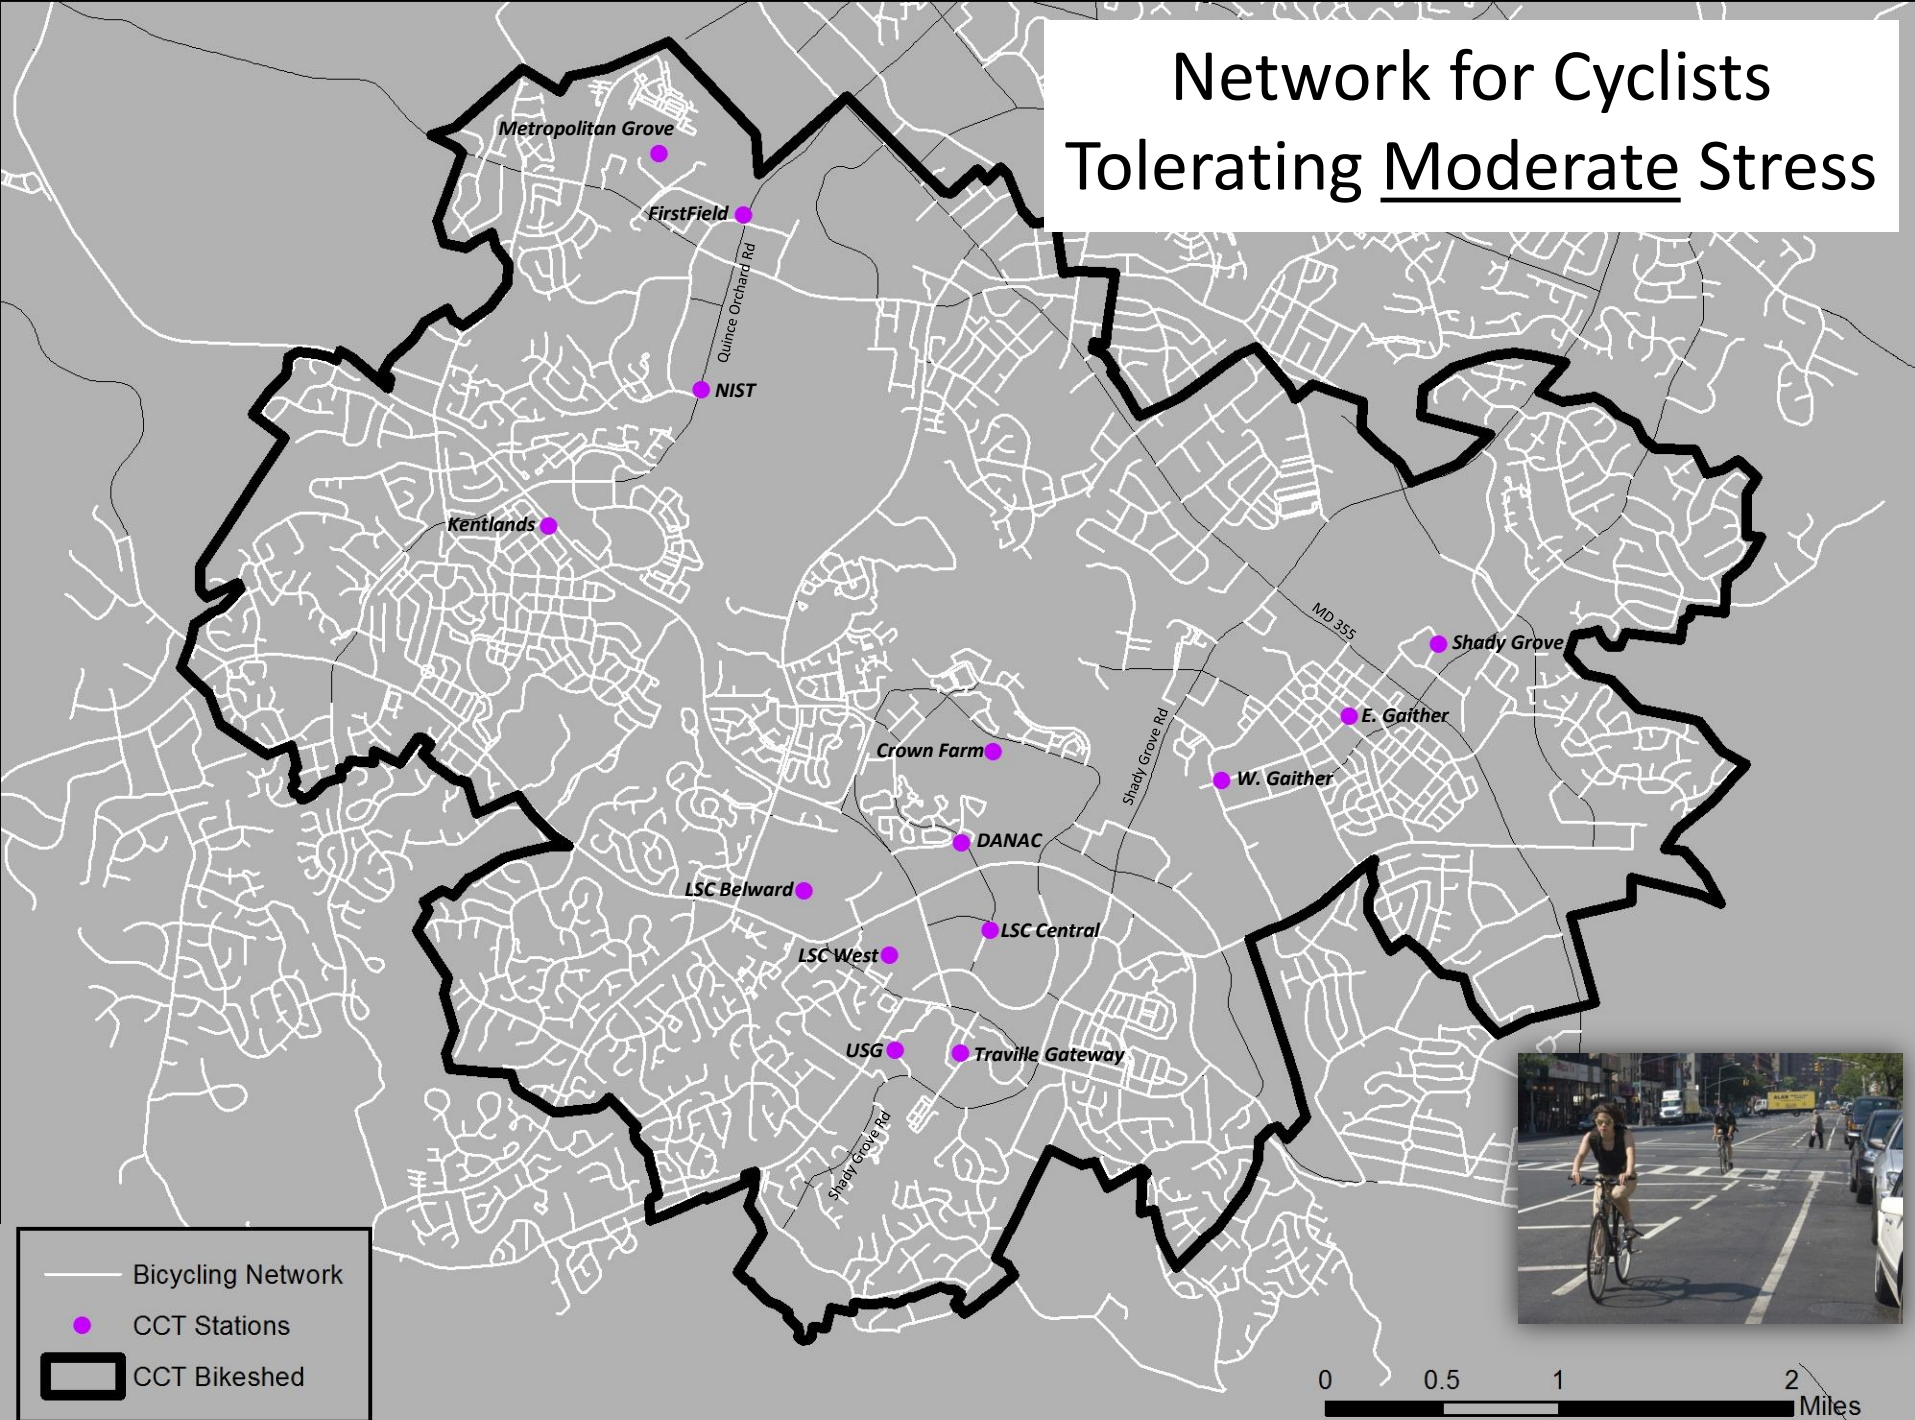 Network for Cyclists
Tolerating Moderate Stress
Metropolitan Grove
FirstField
Quince Orchard Rd
NIST
Kentlands
MD 355
Shady Grove
E. Gaither
Shady Grove Rd
Crown Farm
W. Gaither
DANAC
LSC Belward
LSC Central
LSC West
USG
Traville Gateway
Shady Grove Rd
Bicycling Network
CCT Stations
CCT Bikeshed
0 0.5 1 2
Miles